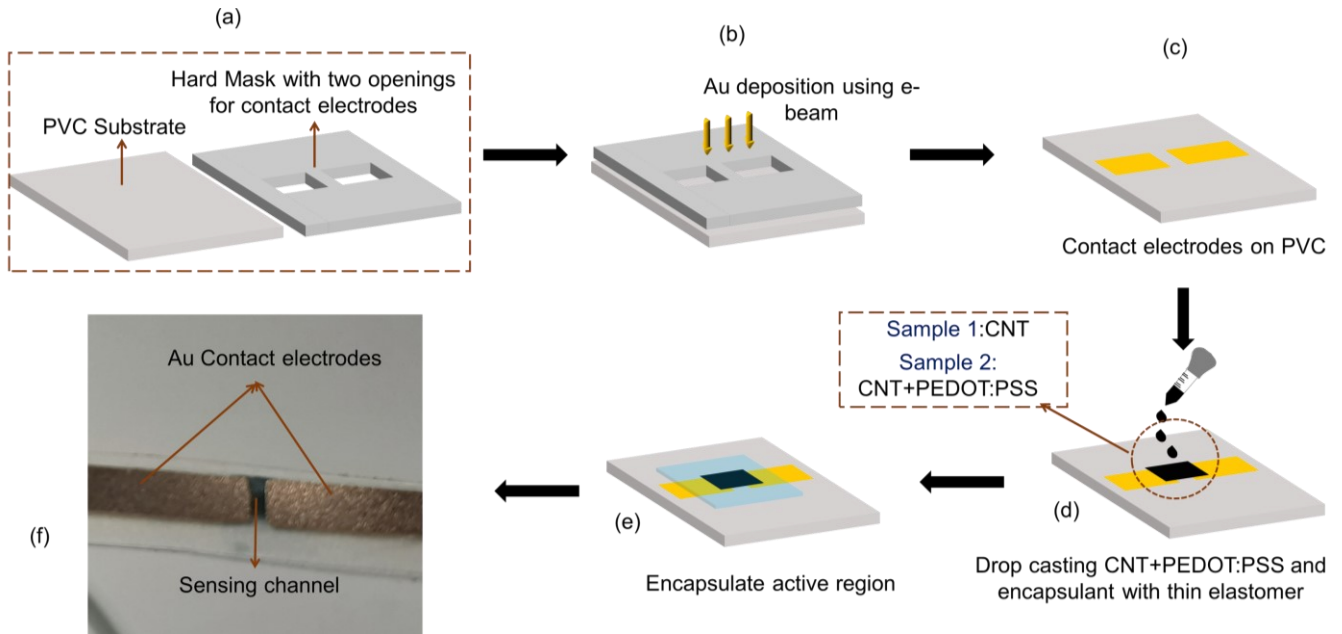 (a)
Hard Mask with two openings
for contact electrodes
PVC Substrate
(b)
Au deposition using e-
beam
(c)
Contact electrodes on PVC
Sample 1:CNT
Sample 2:
CNT+PEDOT:PSS
(d)
Drop casting CNT+PEDOT:PSS and
encapsulant with thin elastomer
(e)
Encapsulate active region
(f)
Au Contact electrodes
Sensing channel